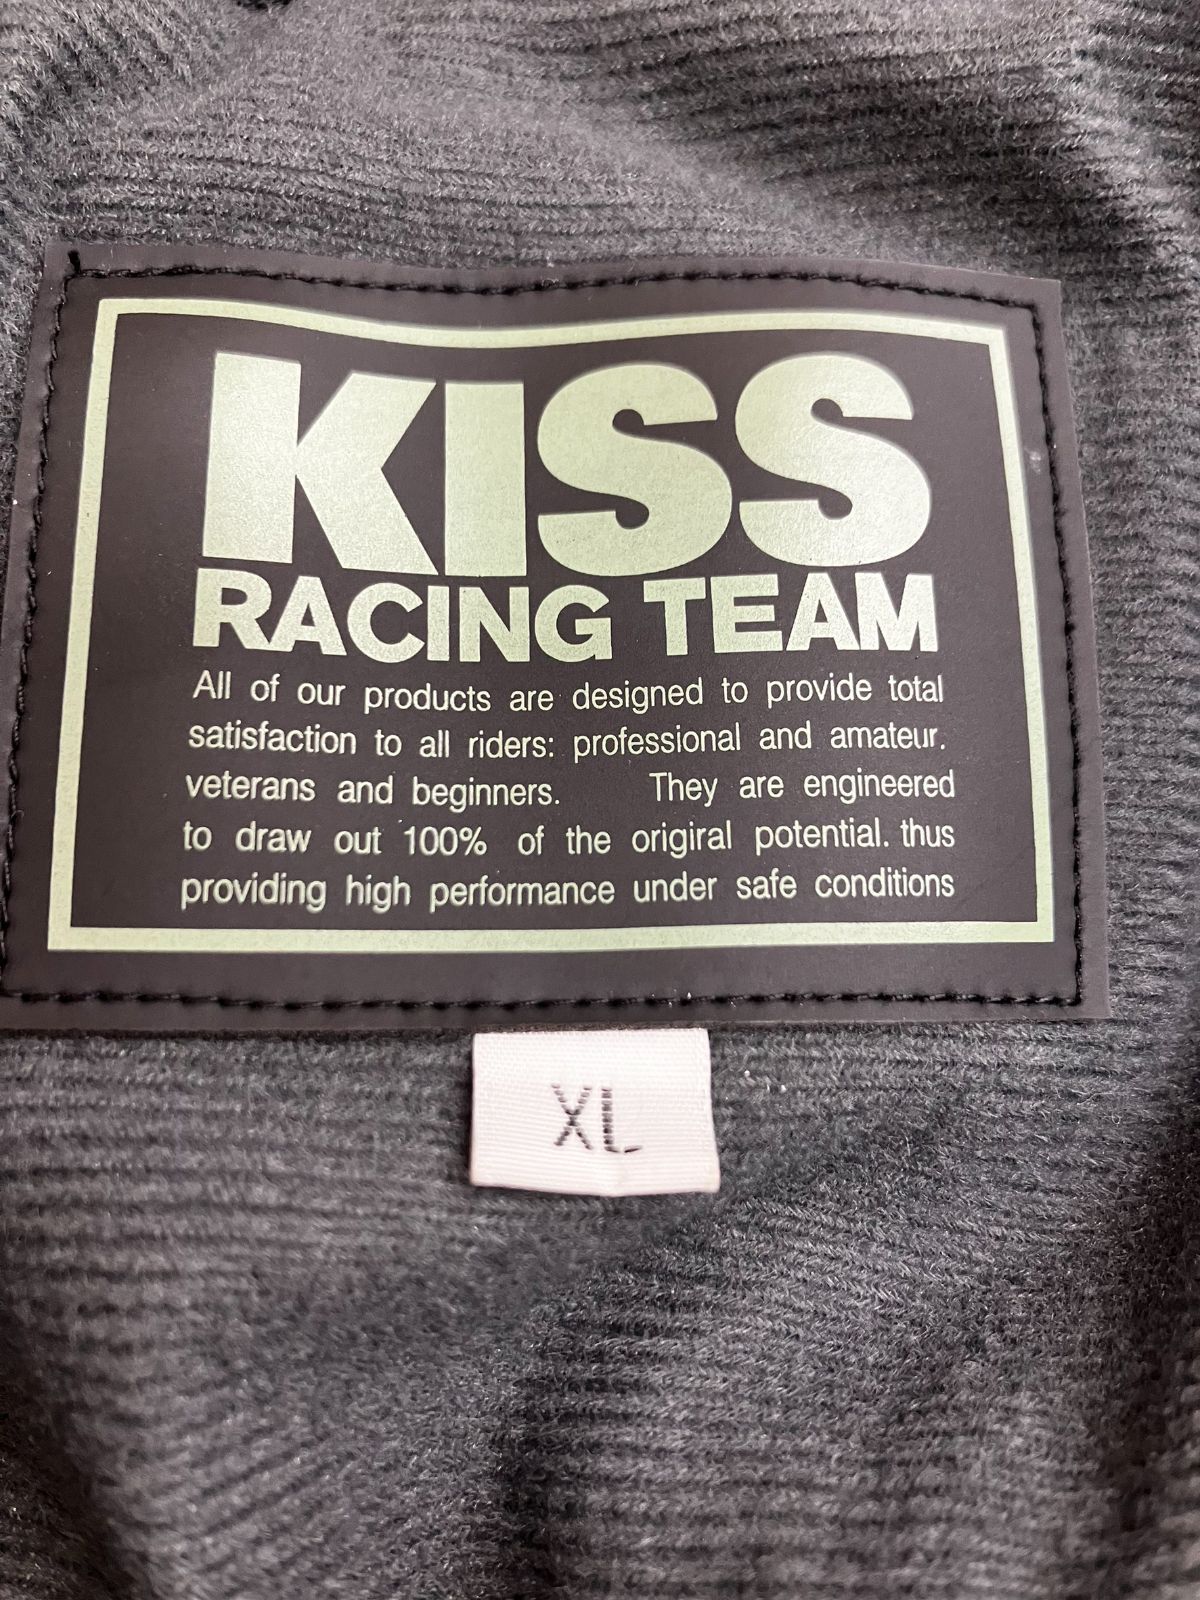 KISS
RACING TEAM
All of our products are designed to provide total
satisfaction to all riders: professional and amateur.
veterans and beginners. They are engineered
to draw out 100% of the origiral potential. thus
providing high performance under safe conditions
XL